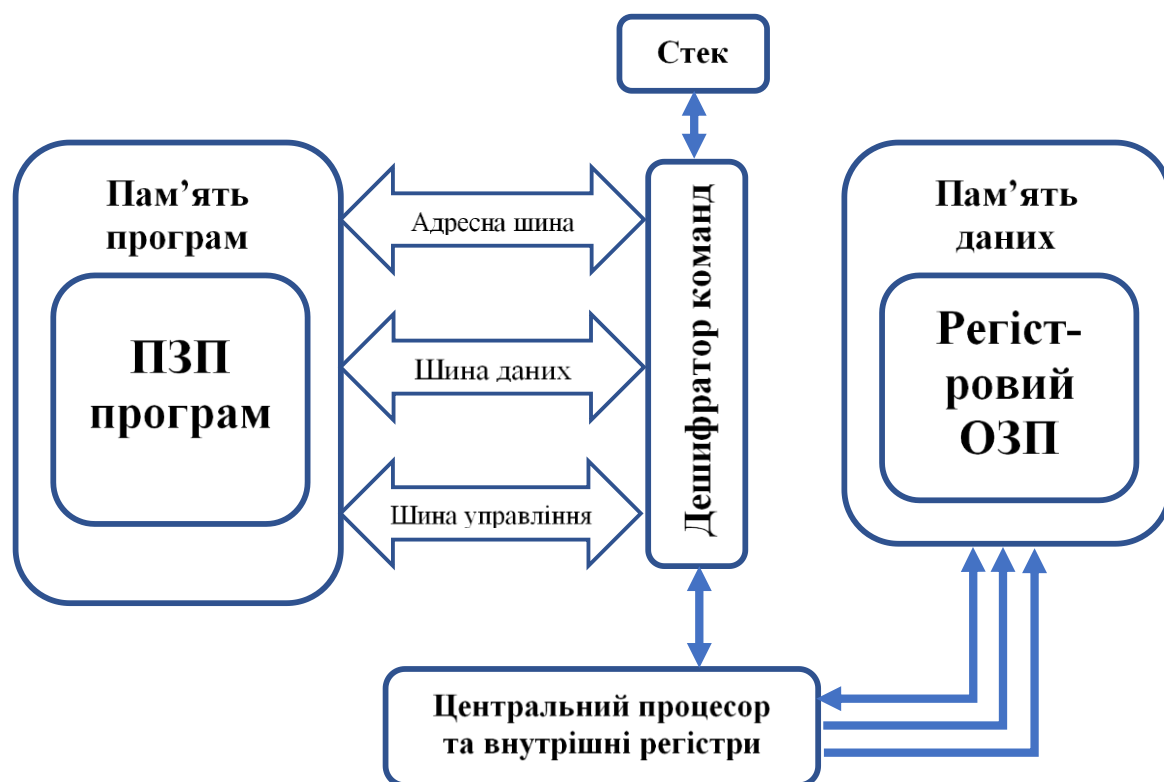 Стек
Пам’ять
програм
ПЗП
програм
Адресна шина
Шина даних
Шина управління
Дешифратор команд
Пам’ять
даних
Регіст-
ровий
ОЗП
Центральний процесор
та внутрішні регістри